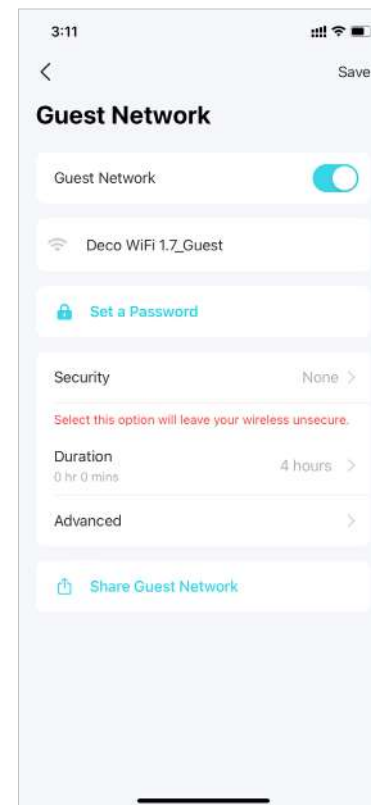 3:11
Save
Guest Network
Guest Network
Deco WiFi 1.7_Guest
Set a Password
Security None
Select this option will leave your wireless unsecure.
Duration 4 hours
0 hr 0 mins
Advanced
Share Guest Network